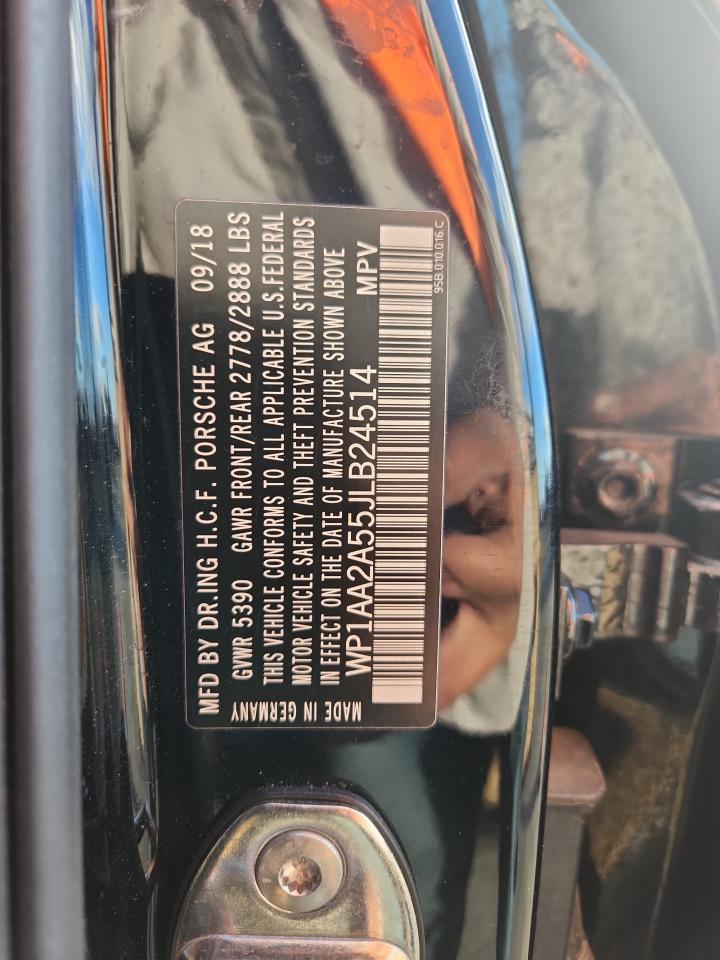 MFD BY DR.ING H.C.F. PORSCHE AG 09/18
GVWR 5390 GAWR FRONT/REAR 2778/2888 LBS
THIS VEHICLE CONFORMS TO ALL APPLICABLE U.S.FEDERAL
MOTOR VEHICLE SAFETY AND THEFT PREVENTION STANDARDS
IN EFFECT ON THE DATE OF MANUFACTURE SHOWN ABOVE
WP1AA2A55JLB24514 MPV
MADE IN GERMANY
95B.010.016.C